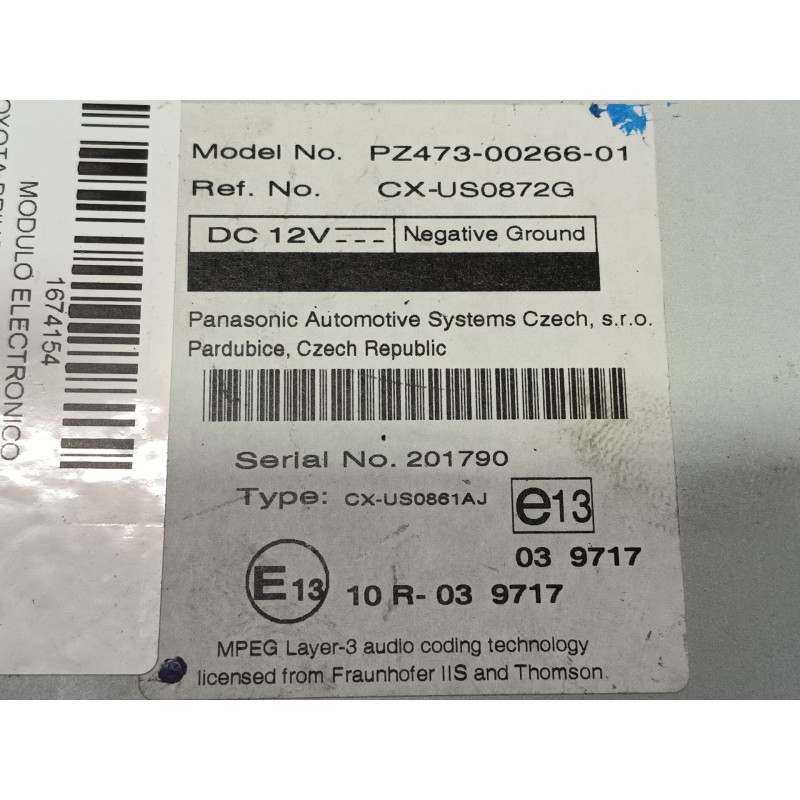 Model No. PZ473-00266-01
Ref. No. CX-US0872G
DC 12V Negative Ground
Panasonic Automotive Systems Czech, s.r.o.
Pardubice, Czech Republic
Serial No. 201790
Type: CX-US0861AJ e13
03 9717
E13 10 R- 03 9717
MPEG Layer-3 audio coding technology
licensed from Fraunhofer IIS and Thomson.
1674154
MODULO ELECTRONICO